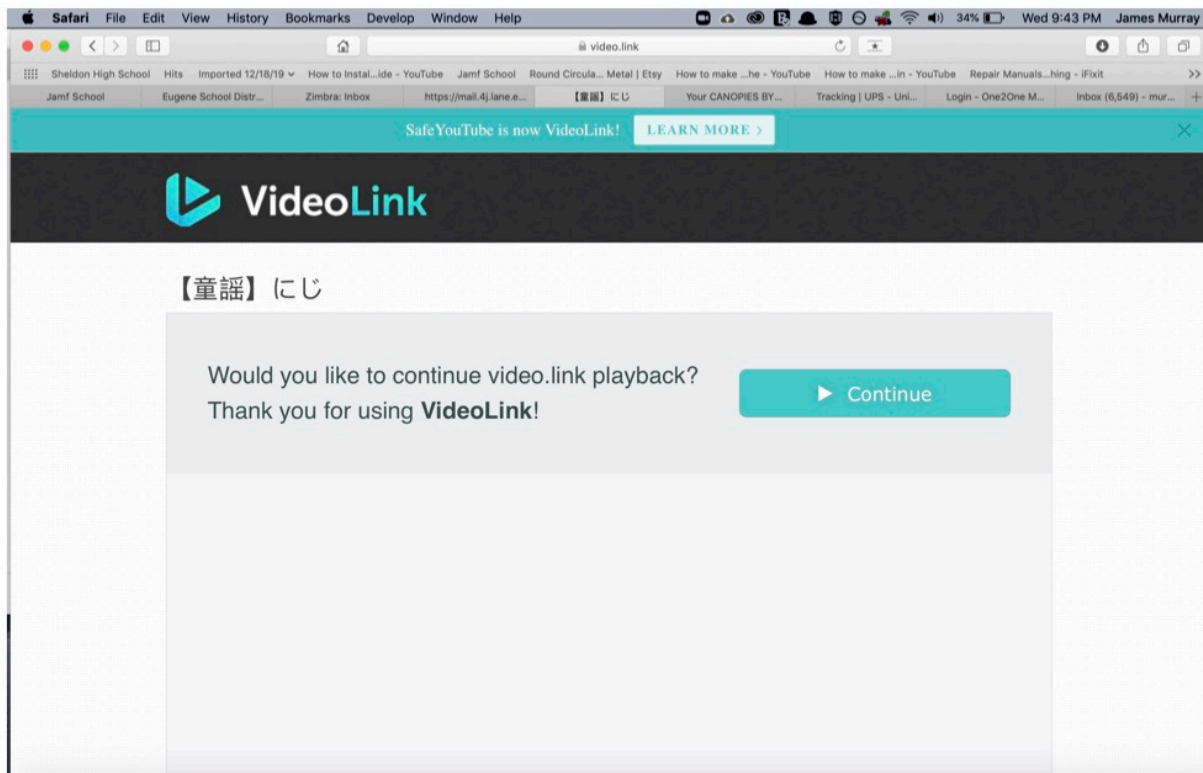 Safari File Edit View History Bookmarks Develop Window Help 34% Wed 9:43 PM James Murray
video.link
Sheldon High School Hits Imported 12/18/19 How to Instal...ide - YouTube Jamf School Round Circula... Metal | Etsy How to make ...he - YouTube How to make ...in - YouTube Repair Manuals...hing - iFixit >>
Jamf School Eugene School Distr... Zimbra: Inbox https://mail.4j.lane.e... 【童謡】にじ Your CANOPIES BY... Tracking | UPS - Uni... Login - One2One M... Inbox (6,549) - mur... +
SafeYouTube is now VideoLink! LEARN MORE >
VideoLink
【童謡】にじ
Would you like to continue video.link playback?
Thank you for using VideoLink!
Continue